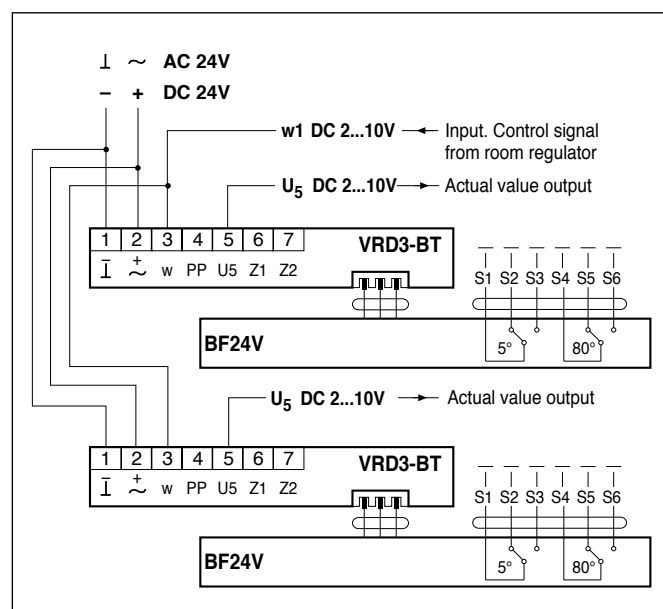 ⊥ ~ AC 24V
– + DC 24V
w1 DC 2...10V Input. Control signal
from room regulator
U5 DC 2...10V Actual value output
1 2 3 4 5 6 7 VRD3-BT
⊥ ~ w PP U5 Z1 Z2
– +
S1 S2 S3 S4 S5 S6
BF24V
5° 80°
U5 DC 2...10V Actual value output
1 2 3 4 5 6 7 VRD3-BT
⊥ ~ w PP U5 Z1 Z2
– +
S1 S2 S3 S4 S5 S6
BF24V
5° 80°